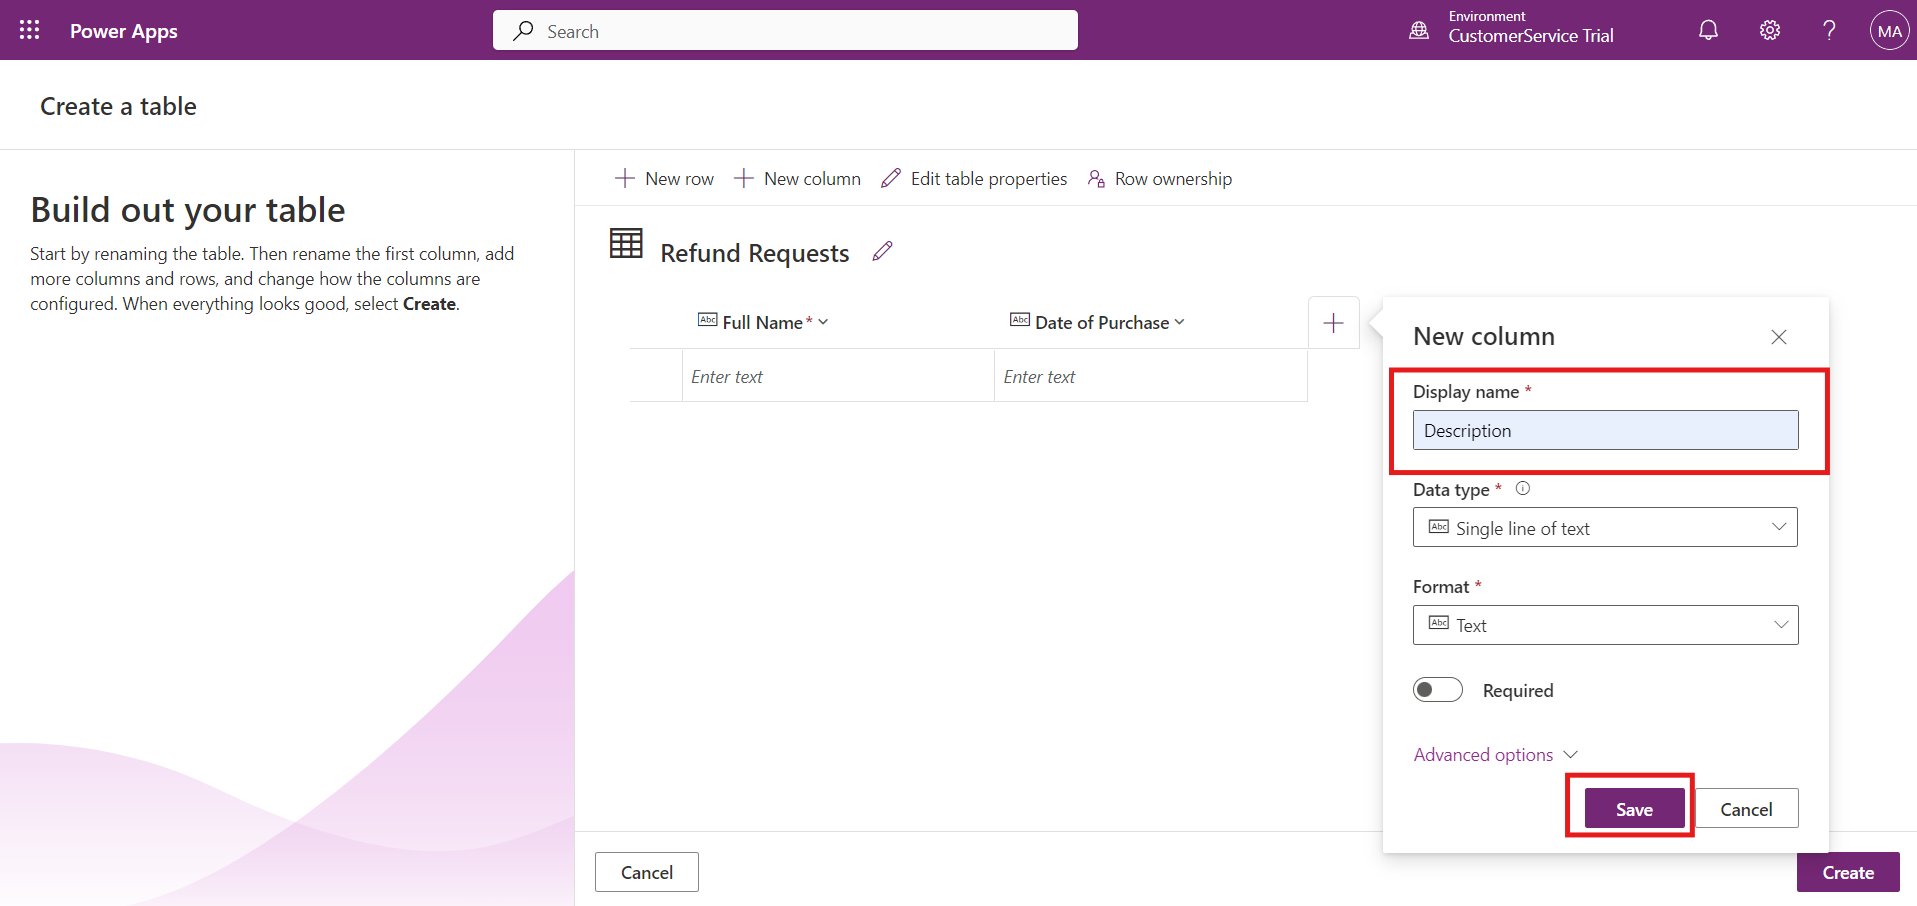 Power Apps
Search
Environment
CustomerService Trial
?
MA
Create a table
Build out your table
Start by renaming the table. Then rename the first column, add
more columns and rows, and change how the columns are
configured. When everything looks good, select Create.
New row
New column
Edit table properties
Row ownership
Refund Requests
Abc Full Name *
Abc Date of Purchase
Enter text
Enter text
New column
Display name *
Description
Data type *
Abc Single line of text
Format *
Abc Text
Required
Advanced options
Save
Cancel
Cancel
Create